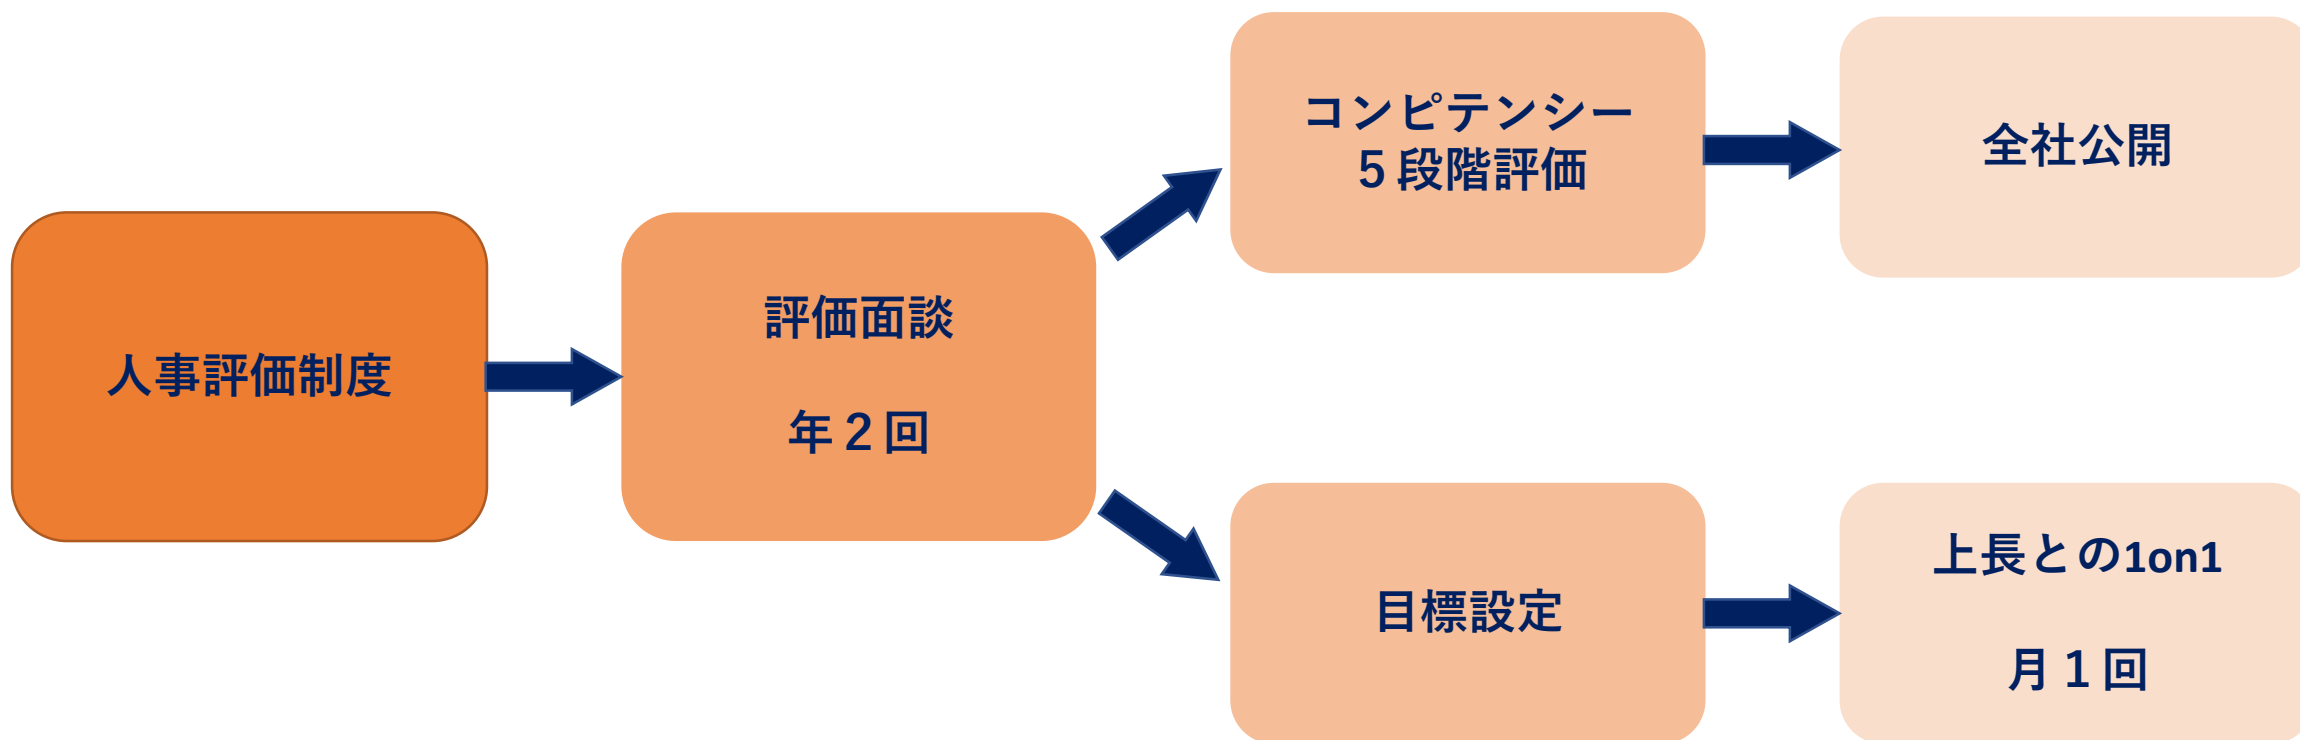 人事評価制度
評価面談
年２回
コンピテンシー
５段階評価
全社公開
目標設定
上長との1on1
月１回